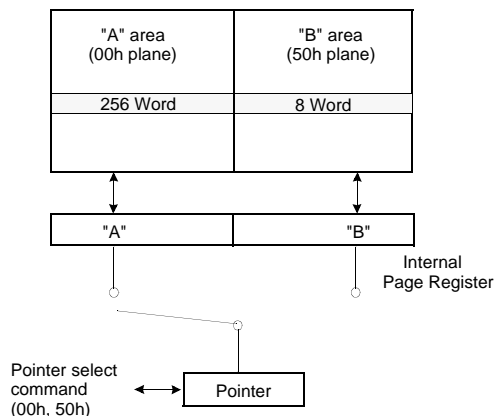 "A" area
(00h plane)
"B" area
(50h plane)
256 Word
8 Word
"A"
"B"
Internal
Page Register
Pointer select
command
(00h, 50h)
Pointer